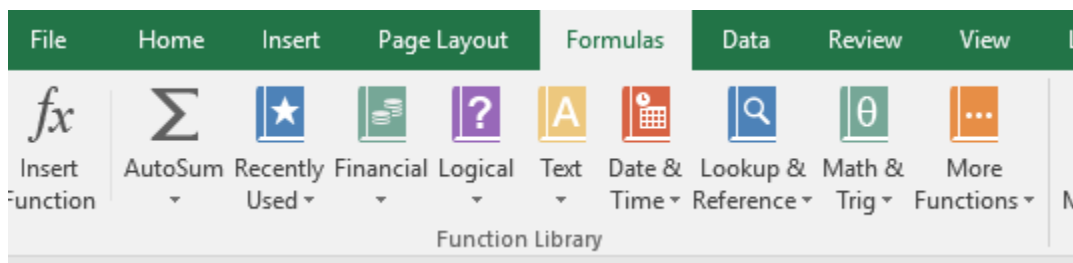 File Home Insert Page Layout Formulas Data Review View
fx Σ ? A θ ...
Insert AutoSum Recently Financial Logical Text Date & Lookup & Math & More
Function Used Time Reference Trig Functions
Function Library